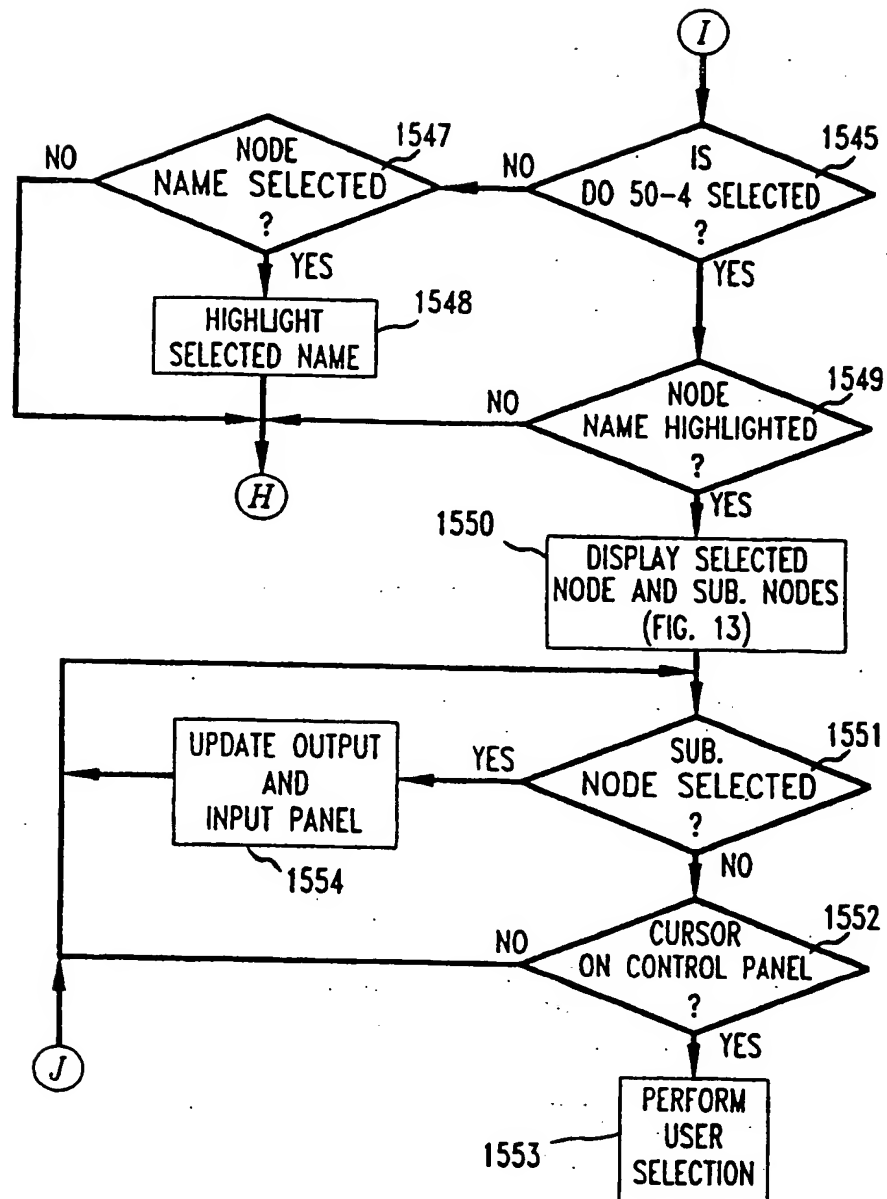 I
1545
IS
DO 50-4 SELECTED
?
NO
YES
1547
NODE
NAME SELECTED
?
NO
YES
1548
HIGHLIGHT
SELECTED NAME
1549
NODE
NAME HIGHLIGHTED
?
NO
YES
H
1550
DISPLAY SELECTED
NODE AND SUB. NODES
(FIG. 13)
1551
SUB.
NODE SELECTED
?
YES
NO
UPDATE OUTPUT
AND
INPUT PANEL
1554
1552
CURSOR
ON CONTROL PANEL
?
NO
YES
J
1553
PERFORM
USER
SELECTION